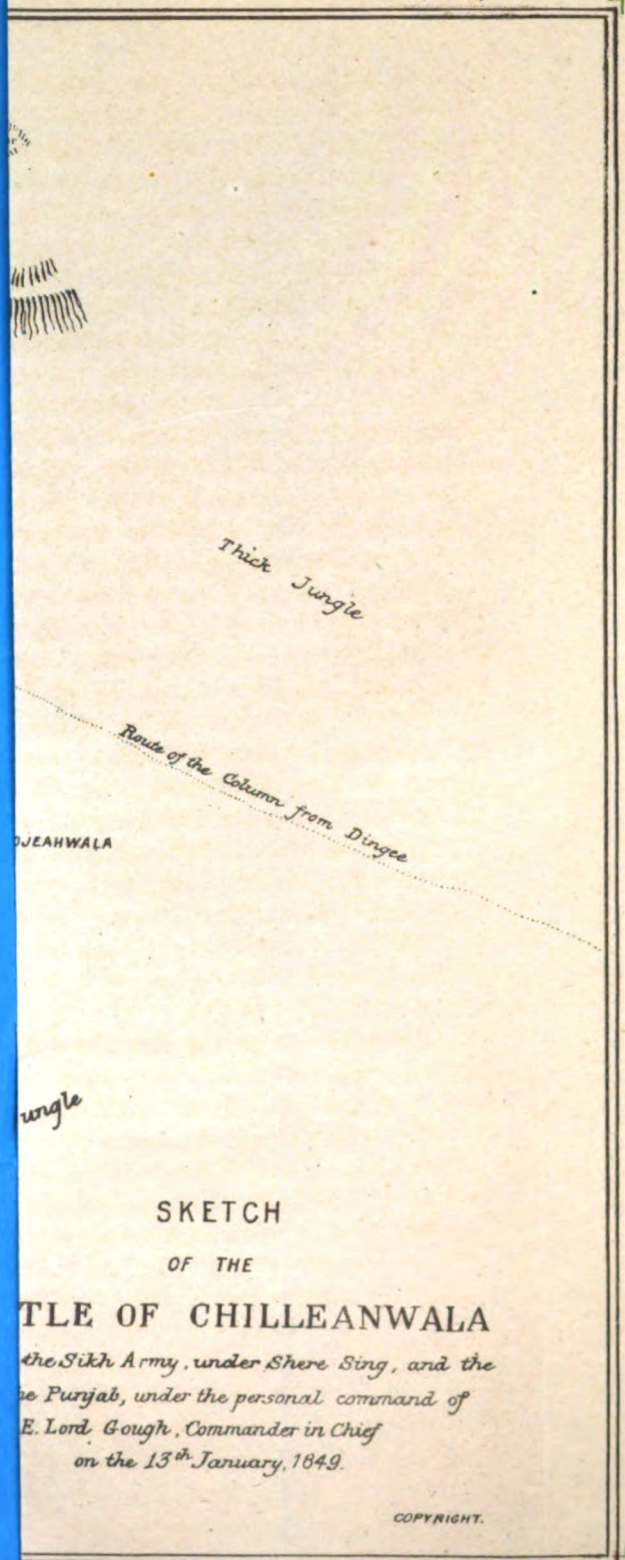 Thick Jungle
Route of the Column from Dingee
OJEAHWALA
ungle
SKETCH
OF THE
TLE OF CHILLEANWALA
the Sikh Army, under Shere Sing, and the
he Punjab, under the personal command of
E. Lord Gough, Commander in Chief
on the 13th January, 1849.
COPYRIGHT.